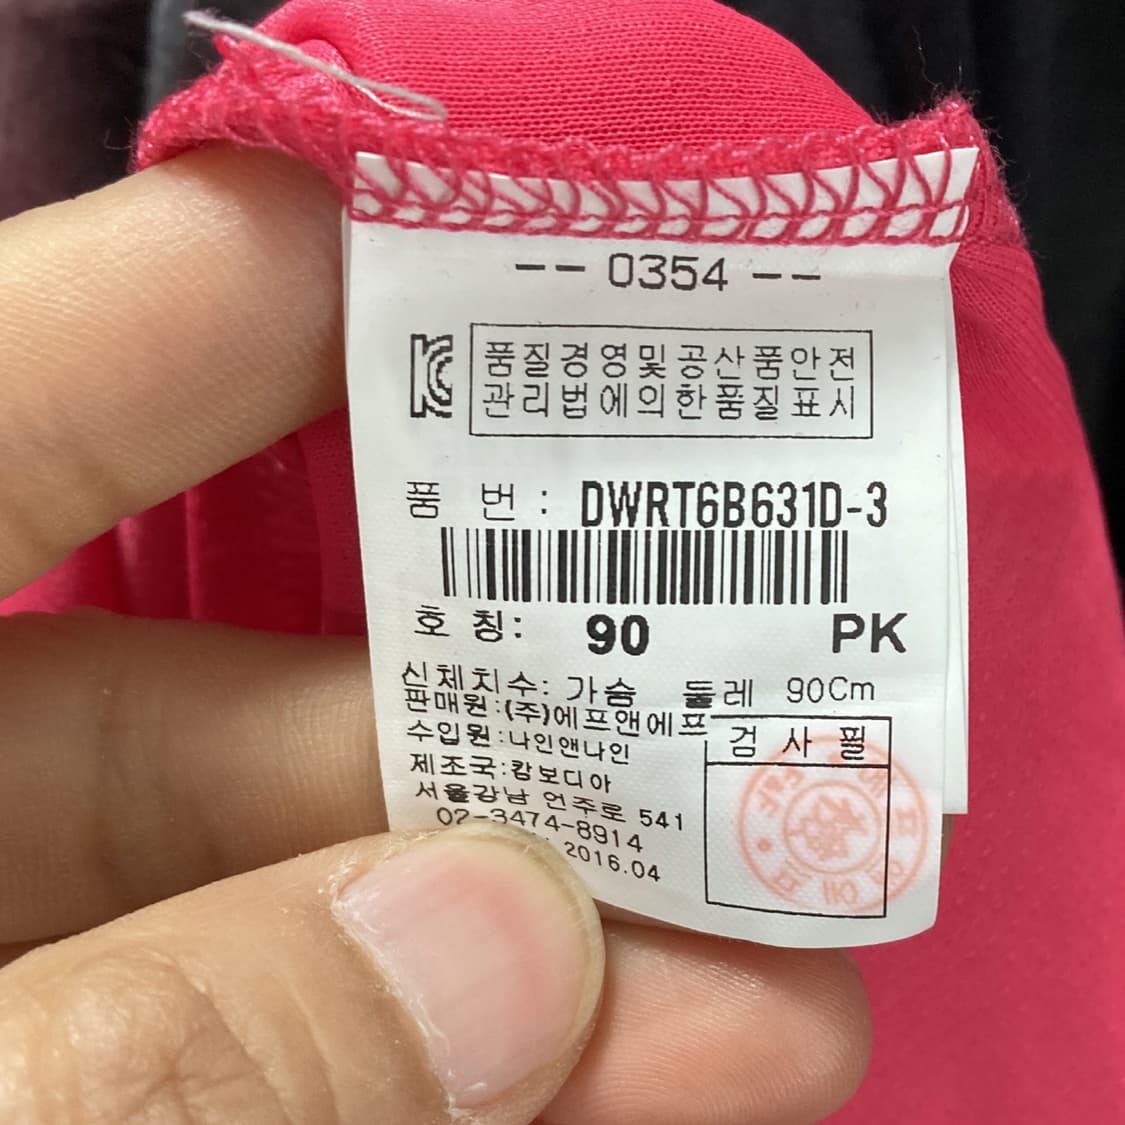 -- 0354 --
품질경영및공산품안전
관리법에의한품질표시
품 번 : DWRT6B631D-3
호 칭: 90 PK
신체치수: 가슴 둘레 90Cm
판매원:(주)에프앤에프
수입원:나인앤나인
제조국:캄보디아
서울강남 언주로 541
02-3474-8914
2016.04
검 사 필